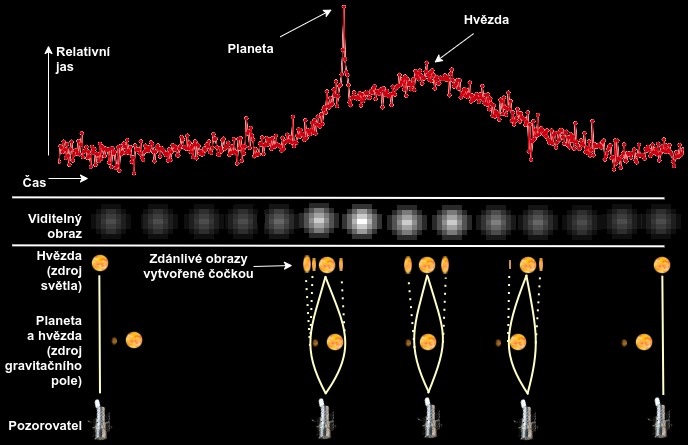 Hvězda
Planeta
Relativní
jas
Čas
Viditelný
obraz
Hvězda
(zdroj
světla)
Zdánlivé obrazy
vytvořené čočkou
Planeta
a hvězda
(zdroj
gravitačního
pole)
Pozorovatel